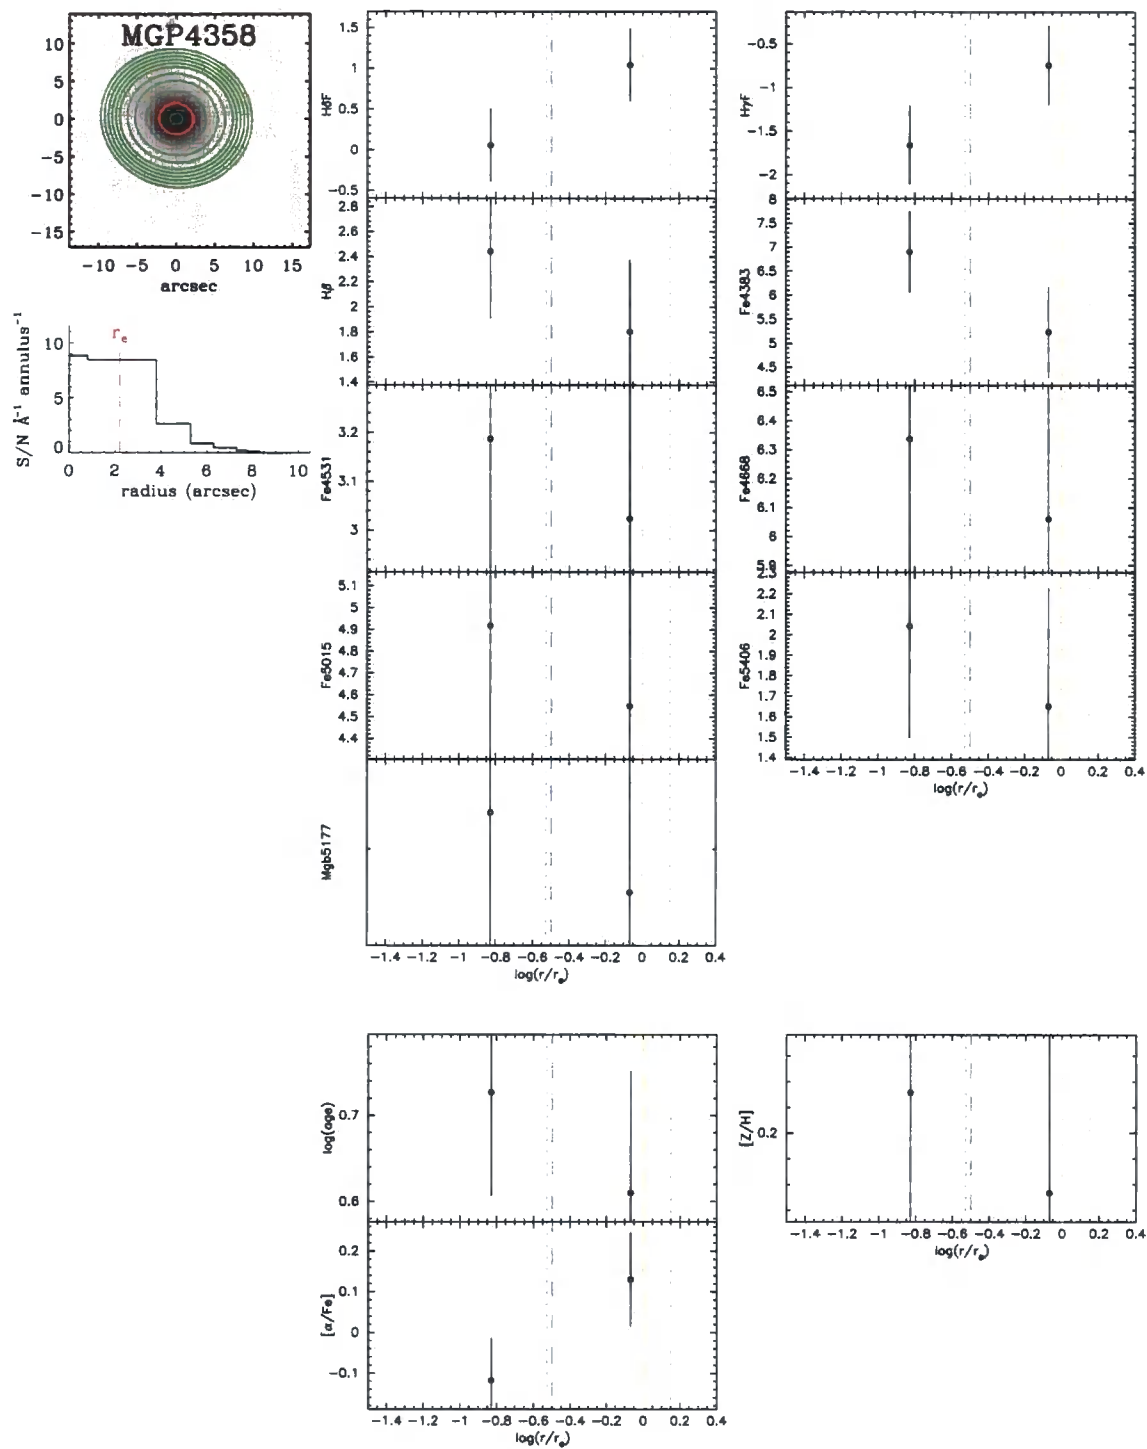 MGP4358
10
5
0
−5
−10
−15
−10 −5 0 5 10 15
arcsec
S/N Å⁻¹ annulus⁻¹
10
5
0
rₑ
0 2 4 6 8 10
radius (arcsec)
HδF
1.5
1
0.5
0
−0.5
HγF
−0.5
−1
−1.5
−2
Hβ
2.8
2.6
2.4
2.2
2
1.8
1.6
1.4
Fe4383
8
7.5
7
6.5
6
5.5
5
4.5
Fe4531
3.2
3.1
3
Fe4668
6.5
6.4
6.3
6.2
6.1
6
5.9
Fe5015
5.1
5
4.9
4.8
4.7
4.6
4.5
4.4
Fe5406
2.3
2.2
2.1
2
1.9
1.8
1.7
1.6
1.5
1.4
−1.4 −1.2 −1 −0.8 −0.6 −0.4 −0.2 0 0.2 0.4
log(r/rₑ)
Mgb5177
−1.4 −1.2 −1 −0.8 −0.6 −0.4 −0.2 0 0.2 0.4
log(r/rₑ)
log(age)
0.7
0.6
[Z/H]
0.2
−1.4 −1.2 −1 −0.8 −0.6 −0.4 −0.2 0 0.2 0.4
log(r/rₑ)
[α/Fe]
0.2
0.1
0
−0.1
−1.4 −1.2 −1 −0.8 −0.6 −0.4 −0.2 0 0.2 0.4
log(r/rₑ)